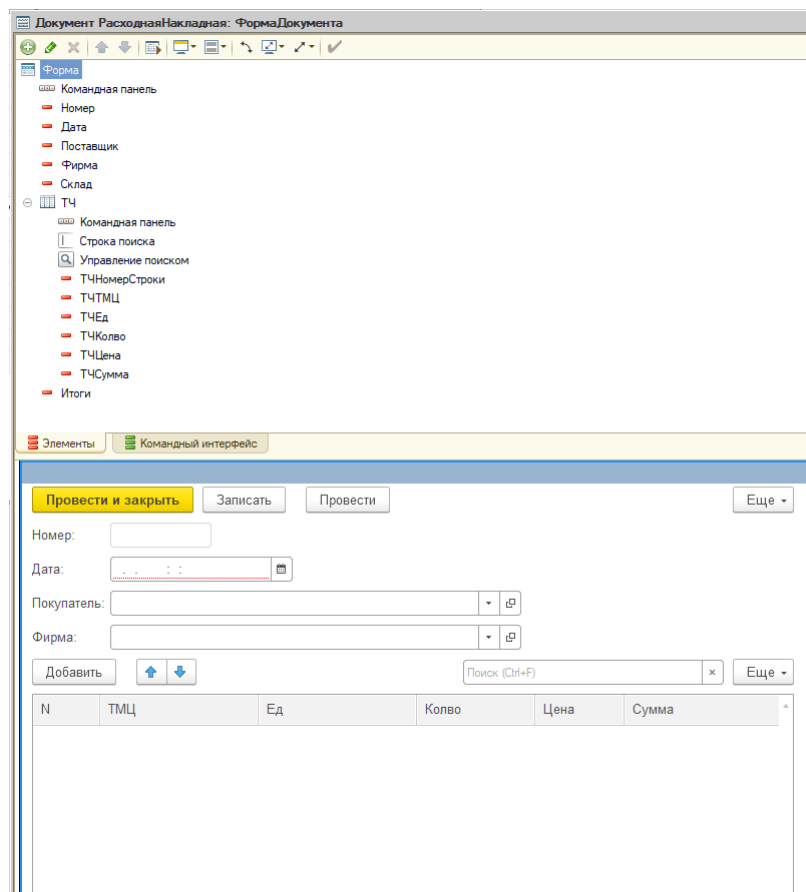 Документ РасходнаяНакладная: ФормаДокумента
Форма
Командная панель
Номер
Дата
Поставщик
Фирма
Склад
ТЧ
Командная панель
Строка поиска
Управление поиском
ТЧНомерСтроки
ТЧТМЦ
ТЧЕд
ТЧКолво
ТЧЦена
ТЧСумма
Итоги
Элементы Командный интерфейс
Провести и закрыть Записать Провести Еще
Номер:
Дата: . . : :
Покупатель:
Фирма:
Добавить Поиск (Ctrl+F) × Еще
N ТМЦ Ед Колво Цена Сумма